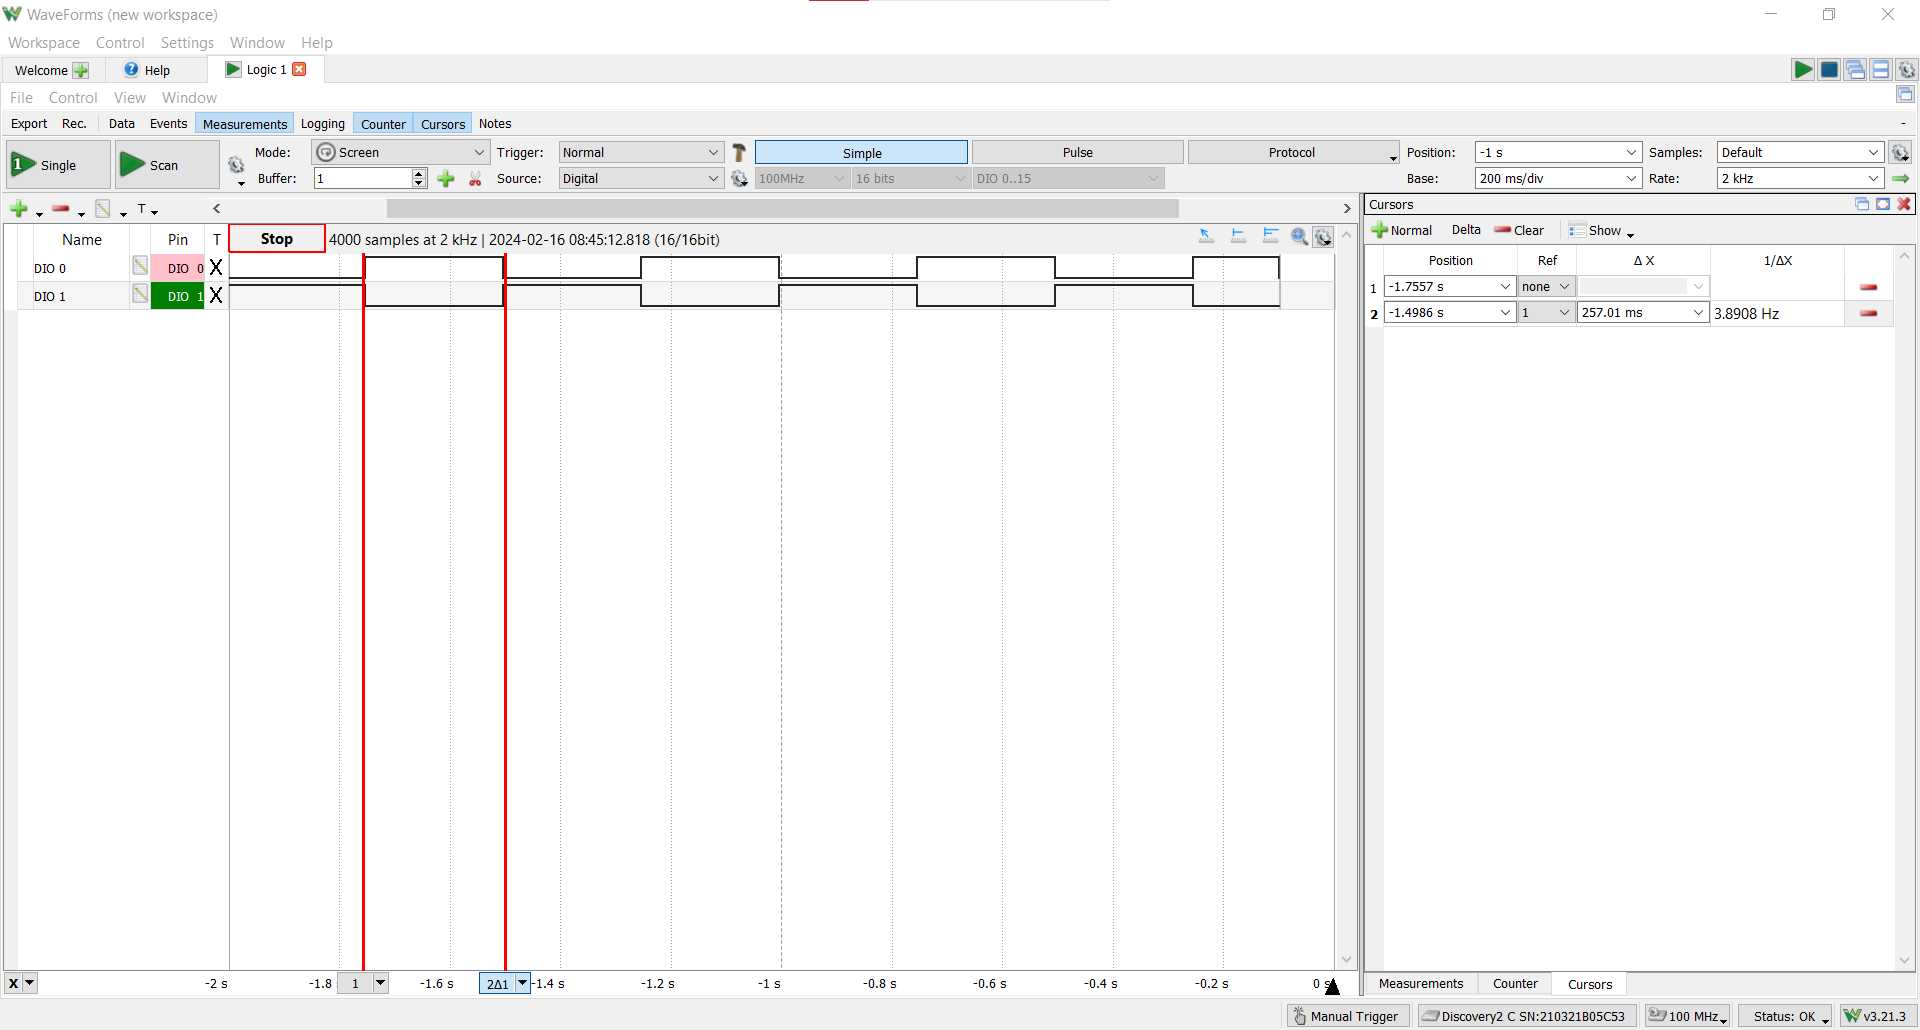 WaveForms (new workspace)
Workspace Control Settings Window Help
Welcome Help Logic 1
File Control View Window
Export Rec. Data Events Measurements Logging Counter Cursors Notes
1 Single Scan Mode: Screen Trigger: Normal Simple Pulse Protocol Position: -1 s Samples: Default
Buffer: 1 Source: Digital 100MHz 16 bits DIO 0..15 Base: 200 ms/div Rate: 2 kHz
T
Name Pin T Stop 4000 samples at 2 kHz | 2024-02-16 08:45:12.818 (16/16bit)
DIO 0 DIO 0 X
DIO 1 DIO 1 X
X -2 s -1.8 1 -1.6 s 2Δ1 -1.4 s -1.2 s -1 s -0.8 s -0.6 s -0.4 s -0.2 s 0 s
Cursors
Normal Delta Clear Show
Position Ref Δ X 1/ΔX
1 -1.7557 s none
2 -1.4986 s 1 257.01 ms 3.8908 Hz
Measurements Counter Cursors
Manual Trigger Discovery2 C SN:210321B05C53 100 MHz Status: OK v3.21.3